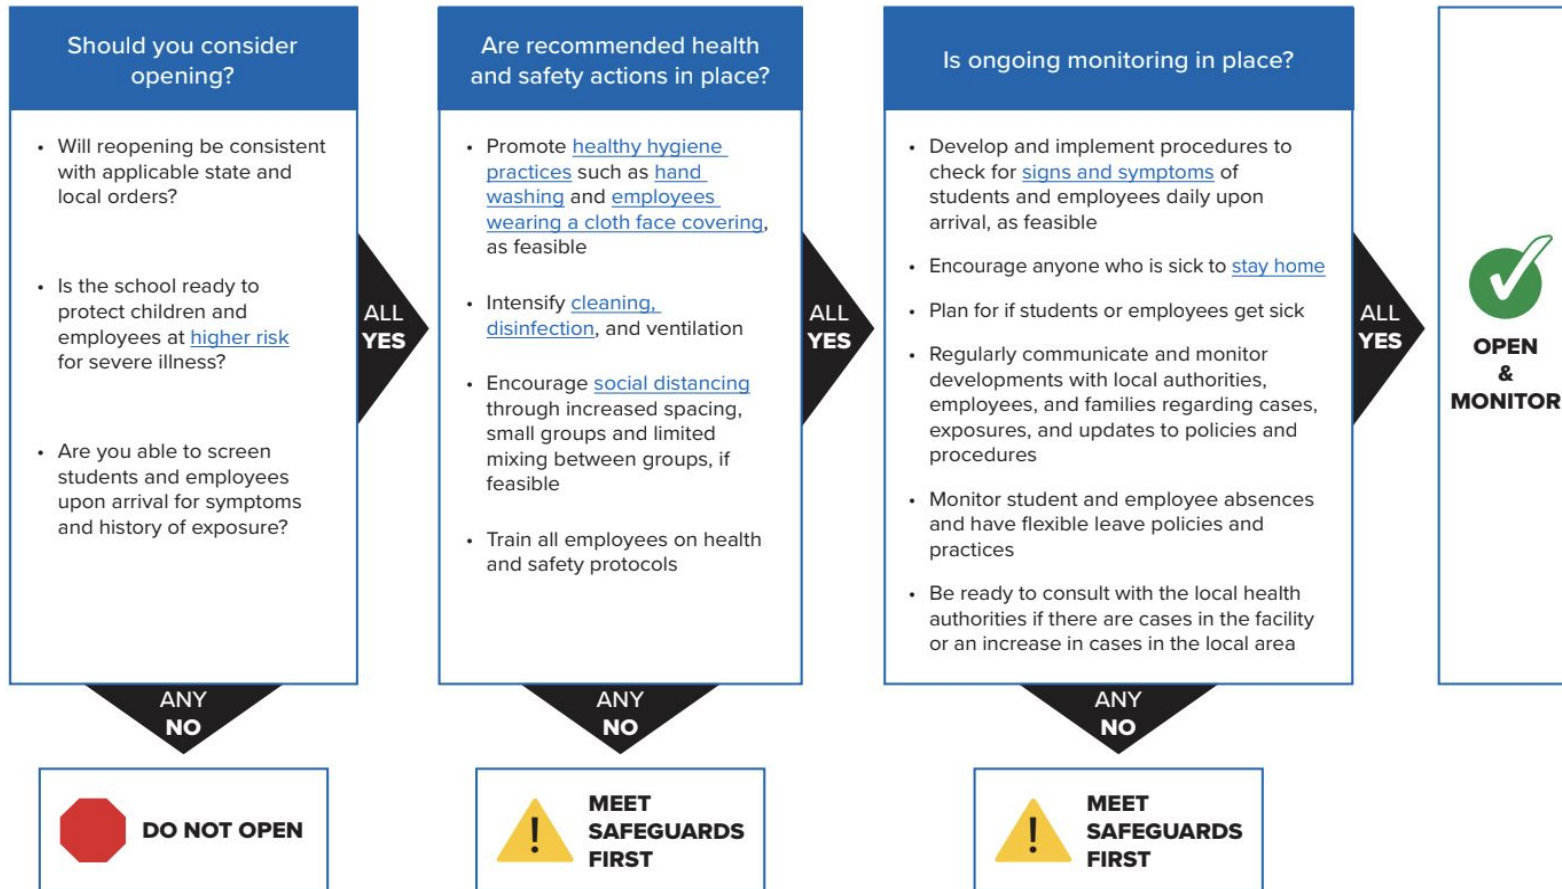 Should you consider
opening?
• Will reopening be consistent
with applicable state and
local orders?
• Is the school ready to
protect children and
employees at higher risk
for severe illness?
• Are you able to screen
students and employees
upon arrival for symptoms
and history of exposure?
ALL
YES
ANY
NO
DO NOT OPEN
Are recommended health
and safety actions in place?
• Promote healthy hygiene
practices such as hand
washing and employees
wearing a cloth face covering,
as feasible
• Intensify cleaning,
disinfection, and ventilation
• Encourage social distancing
through increased spacing,
small groups and limited
mixing between groups, if
feasible
• Train all employees on health
and safety protocols
ALL
YES
ANY
NO
MEET
SAFEGUARDS
FIRST
Is ongoing monitoring in place?
• Develop and implement procedures to
check for signs and symptoms of
students and employees daily upon
arrival, as feasible
• Encourage anyone who is sick to stay home
• Plan for if students or employees get sick
• Regularly communicate and monitor
developments with local authorities,
employees, and families regarding cases,
exposures, and updates to policies and
procedures
• Monitor student and employee absences
and have flexible leave policies and
practices
• Be ready to consult with the local health
authorities if there are cases in the facility
or an increase in cases in the local area
ALL
YES
ANY
NO
MEET
SAFEGUARDS
FIRST
OPEN
&
MONITOR